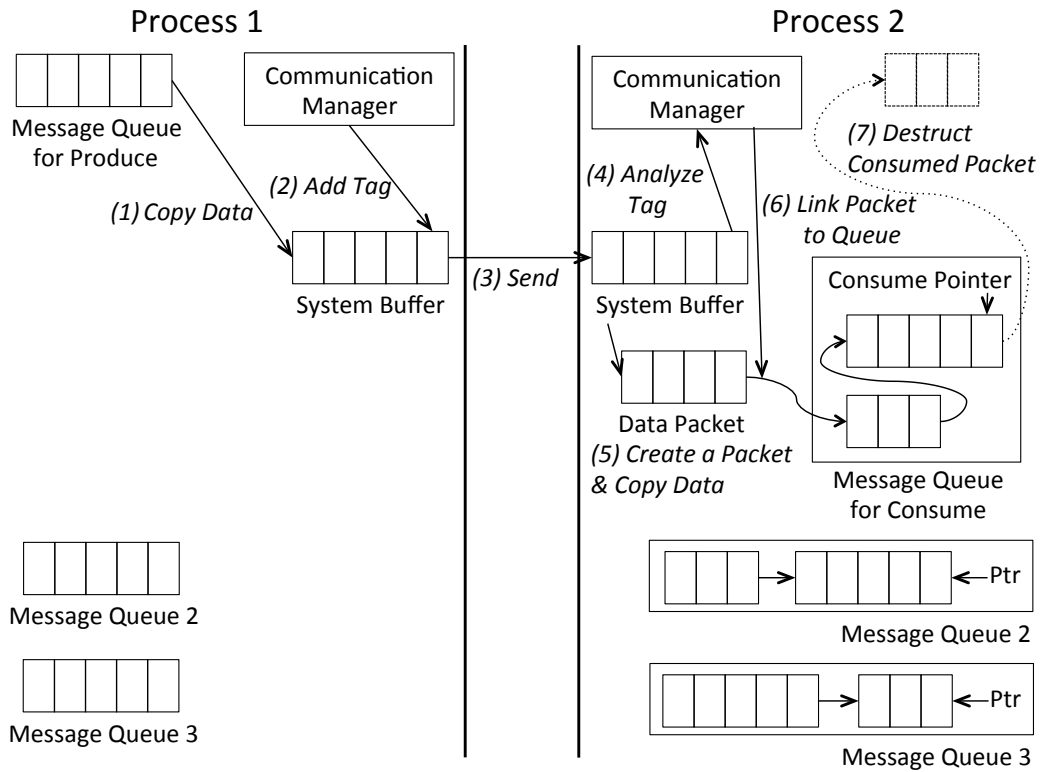 Process 1
Process 2
Message Queue
for Produce
Communication
Manager
(1) Copy Data
(2) Add Tag
System Buffer
(3) Send
Communication
Manager
(4) Analyze
Tag
System Buffer
Data Packet
(5) Create a Packet
& Copy Data
(6) Link Packet
to Queue
(7) Destruct
Consumed Packet
Consume Pointer
Message Queue
for Consume
Message Queue 2
Message Queue 3
Ptr
Message Queue 2
Ptr
Message Queue 3